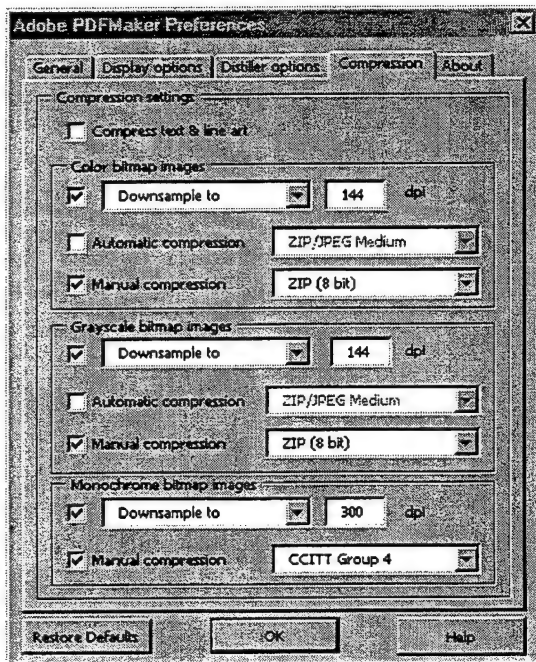 Adobe PDFMaker Preferences
General Display options Distiller options Compression About
Compression settings
Compress text & line art
Color bitmap images
Downsample to 144 dpi
Automatic compression ZIP/JPEG Medium
Manual compression ZIP (8 bit)
Grayscale bitmap images
Downsample to 144 dpi
Automatic compression ZIP/JPEG Medium
Manual compression ZIP (8 bit)
Monochrome bitmap images
Downsample to 300 dpi
Manual compression CCITT Group 4
Restore Defaults OK Help